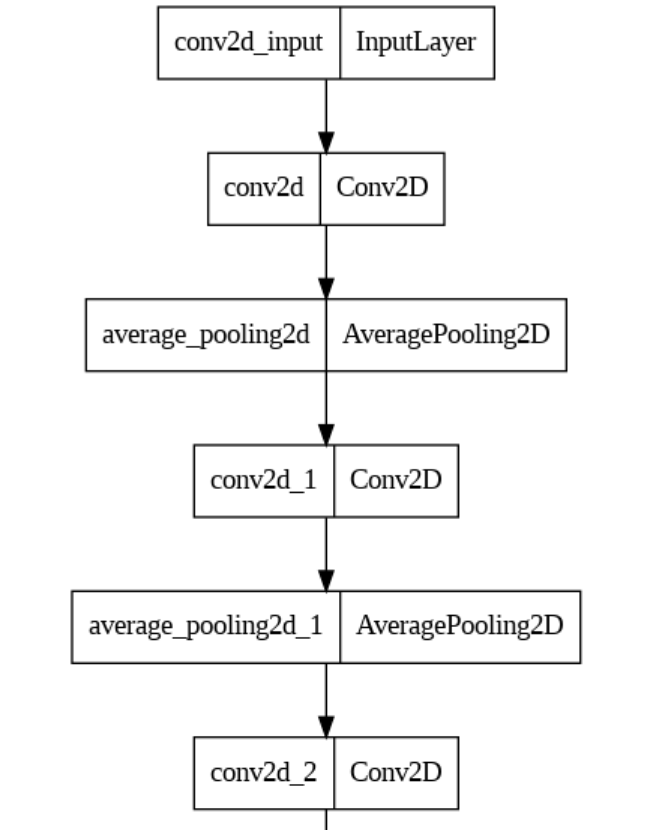 conv2d_input InputLayer
conv2d Conv2D
average_pooling2d AveragePooling2D
conv2d_1 Conv2D
average_pooling2d_1 AveragePooling2D
conv2d_2 Conv2D